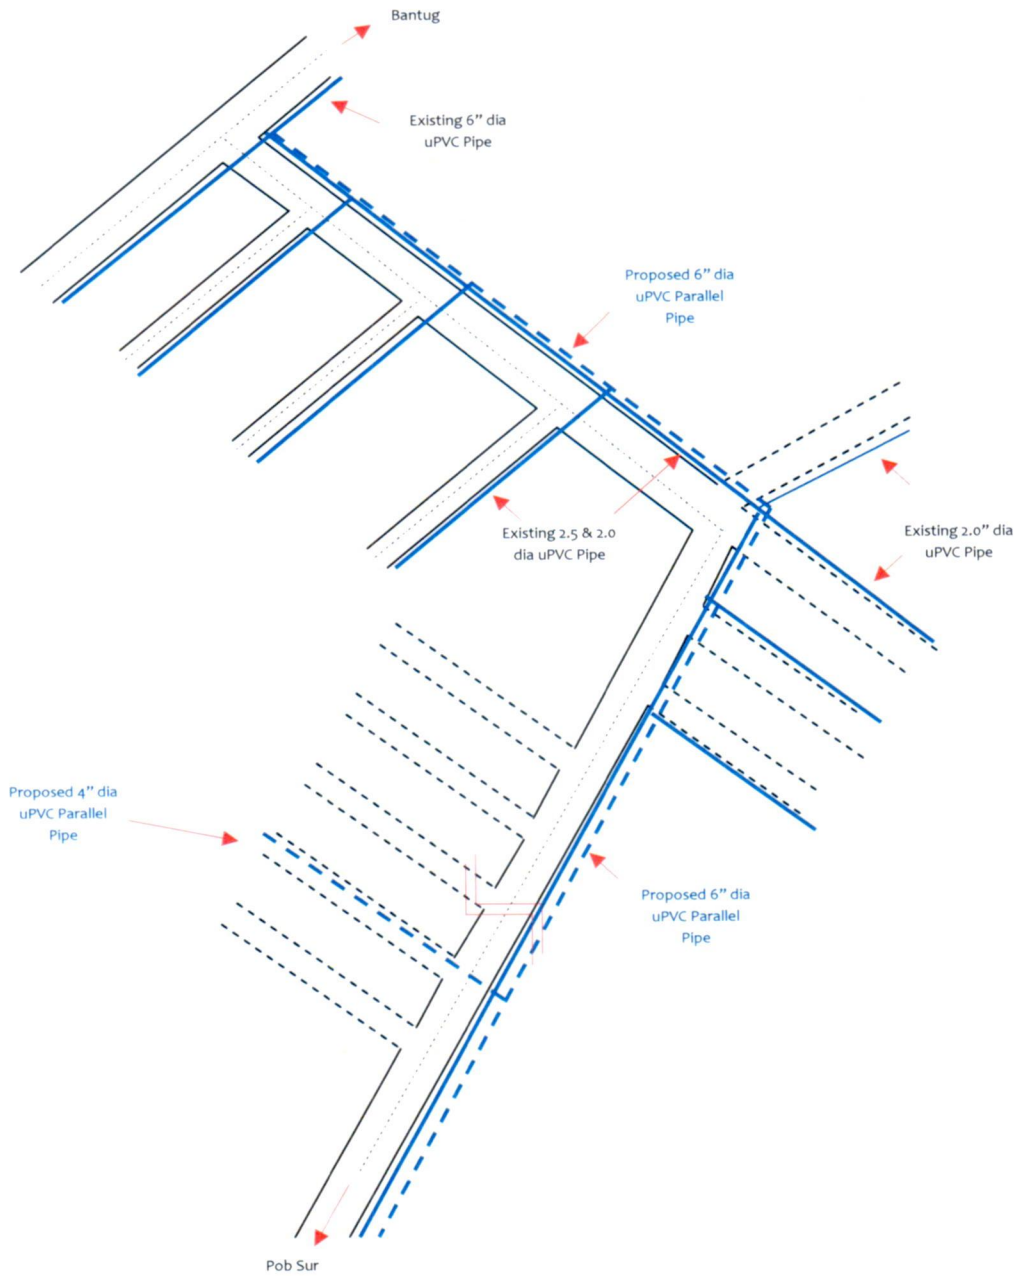 Bantug
Existing 6” dia
uPVC Pipe
Proposed 6” dia
uPVC Parallel
Pipe
Existing 2.5 & 2.0
dia uPVC Pipe
Existing 2.0” dia
uPVC Pipe
Proposed 4” dia
uPVC Parallel
Pipe
Proposed 6” dia
uPVC Parallel
Pipe
Pob Sur